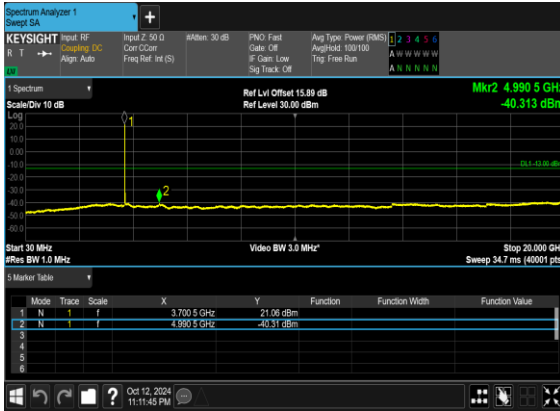 Spectrum Analyzer 1
Swept SA
+
KEYSIGHT Input: RF Input Z: 50 Ω #Atten: 30 dB PNO: Fast Avg Type: Power (RMS) 1 2 3 4 5 6
R T Coupling: DC Corr CCorr Gate: Off Avg|Hold: 100/100 A W W W W W
Align: Auto Freq Ref: Int (S) IF Gain: Low Trig: Free Run
Sig Track: Off A N N N N N
1 Spectrum Ref Lvl Offset 15.89 dB Mkr2 4.990 5 GHz
Scale/Div 10 dB Ref Level 30.00 dBm -40.313 dBm
Log
20.0
10.0
0.00
-10.0
-20.0
-30.0
-40.0
-50.0
-60.0
1
2
DL1 -13.00 dBm
Start 30 MHz Video BW 3.0 MHz* Stop 20.000 GHz
#Res BW 1.0 MHz Sweep 34.7 ms (40001 pts)
5 Marker Table
Mode Trace Scale X Y Function Function Width Function Value
1 N 1 f 3.700 5 GHz 21.06 dBm
2 N 1 f 4.990 5 GHz -40.31 dBm
3
4
5
6
? Oct 12, 2024
11:11:45 PM